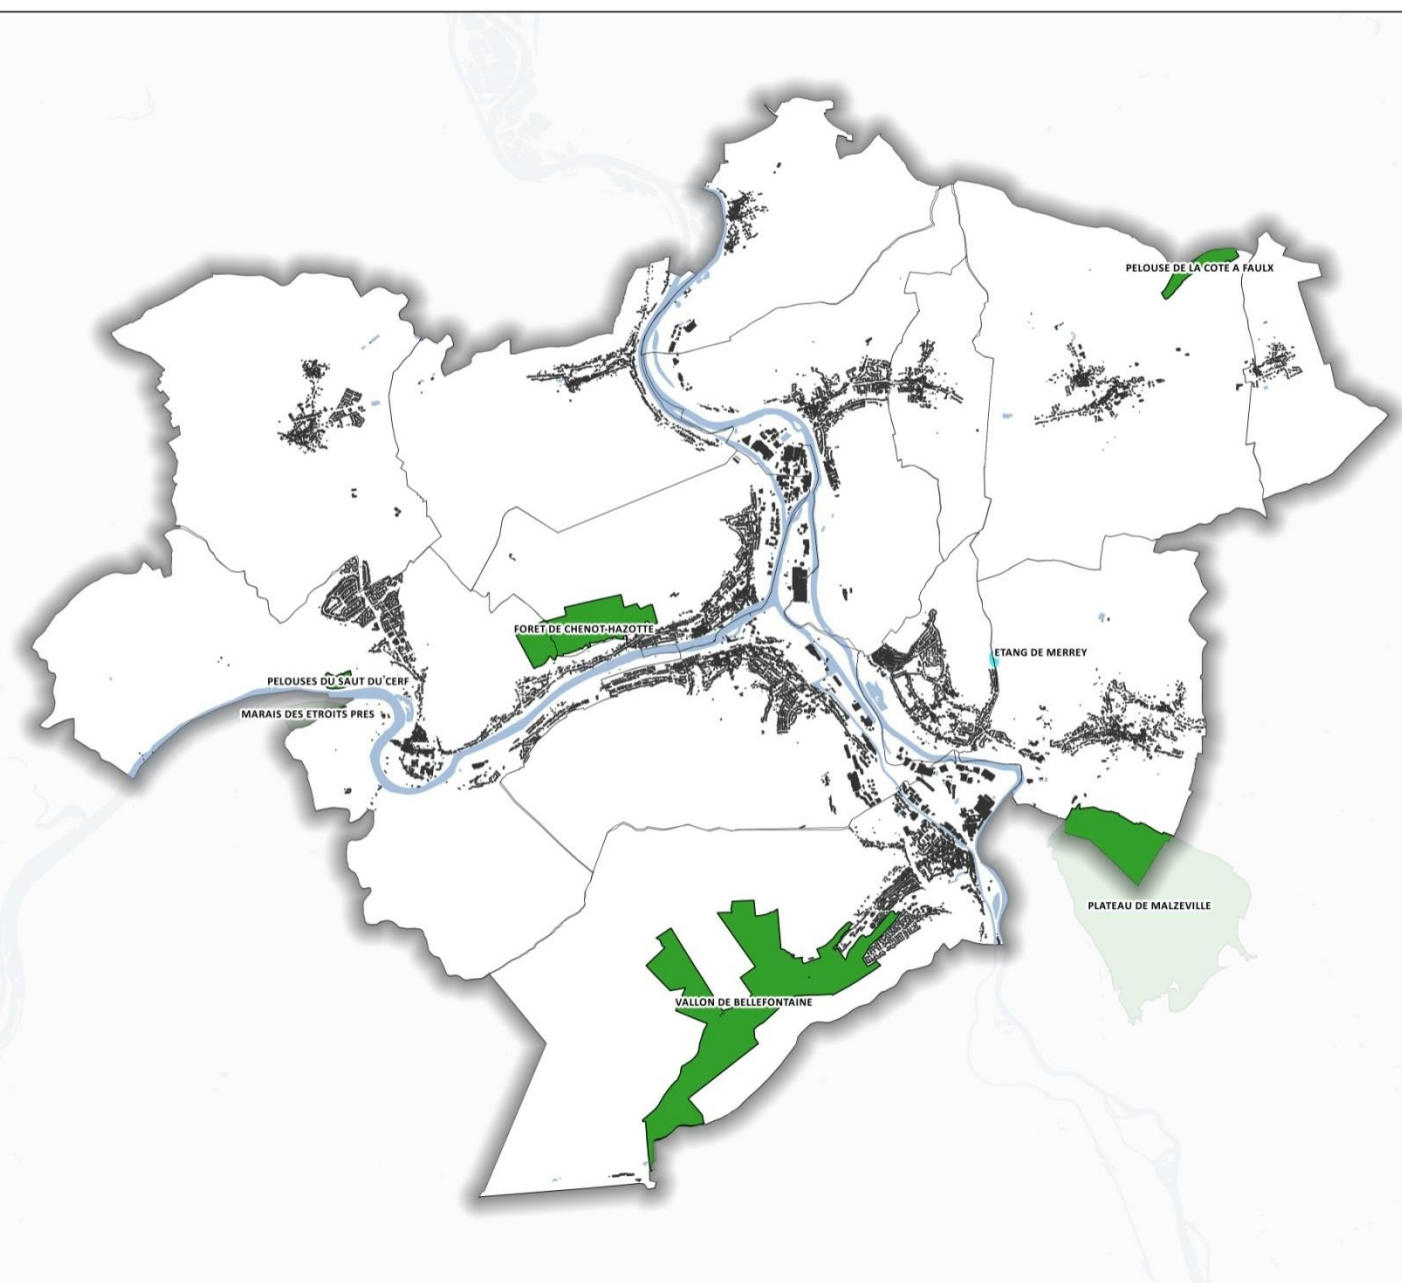 PELOUSE DE LA COTE A FAULX
FORET DE CHENOT-HAZOTTE
ETANG DE MERREY
PELOUSES DU SAUT DU CERF
MARAIS DES ETROITS PRES
PLATEAU DE MALZEVILLE
VALLON DE BELLEFONTAINE